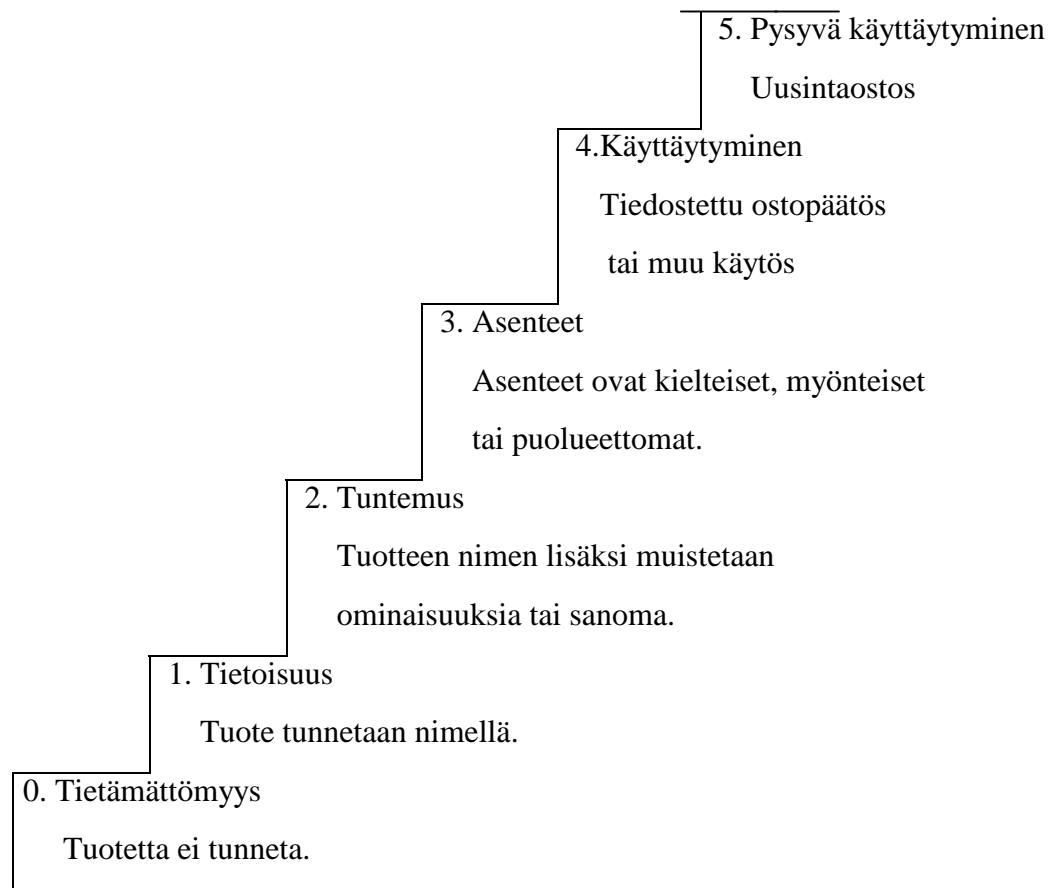 5. Pysyvä käyttäytyminen
Uusintaostos
4.Käyttäytyminen
Tiedostettu ostopäätös
tai muu käytös
3. Asenteet
Asenteet ovat kielteiset, myönteiset
tai puolueettomat.
2. Tuntemus
Tuotteen nimen lisäksi muistetaan
ominaisuuksia tai sanoma.
1. Tietoisuus
Tuote tunnetaan nimellä.
0. Tietämättömyys
Tuotetta ei tunneta.